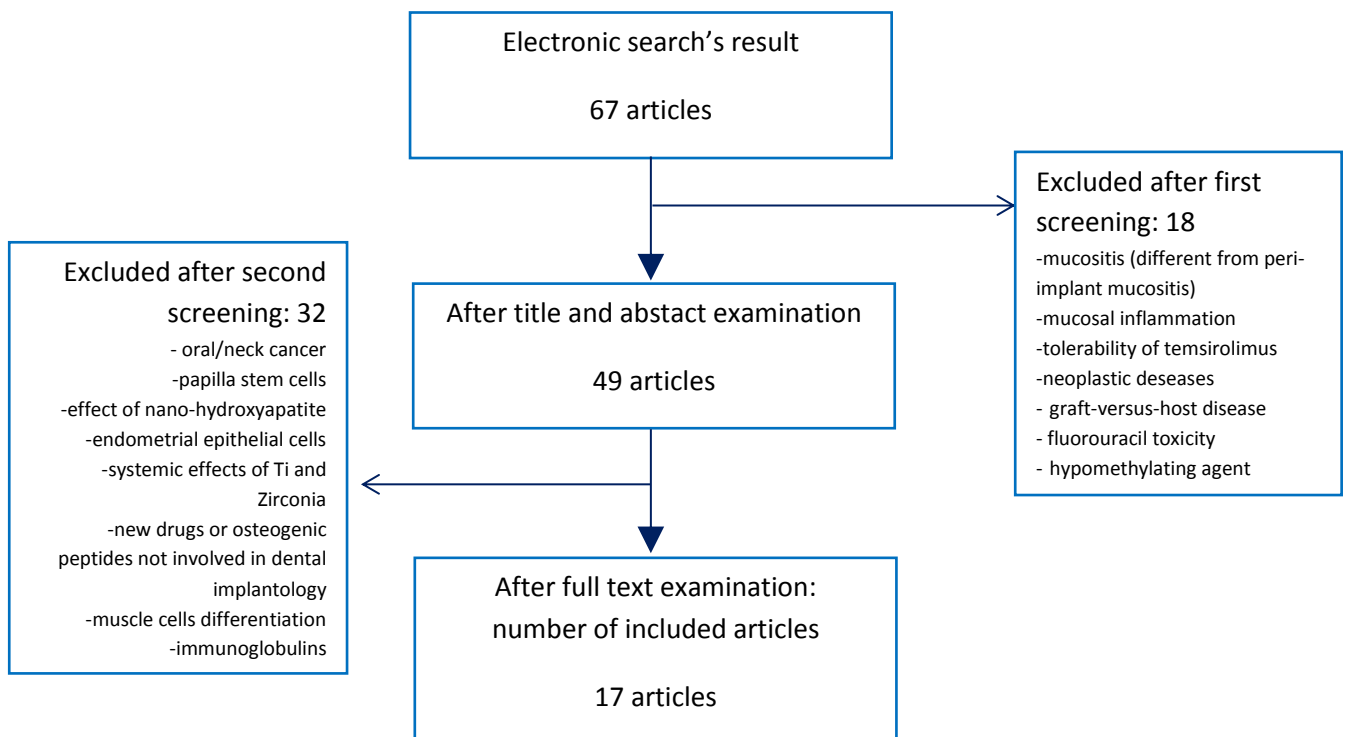 Electronic search’s result
67 articles
Excluded after first
screening: 18
-mucositis (different from peri-
implant mucositis)
-mucosal inflammation
-tolerability of temsirolimus
-neoplastic deseases
- graft-versus-host disease
- fluorouracil toxicity
- hypomethylating agent
After title and abstact examination
49 articles
Excluded after second
screening: 32
- oral/neck cancer
-papilla stem cells
-effect of nano-hydroxyapatite
-endometrial epithelial cells
-systemic effects of Ti and
Zirconia
-new drugs or osteogenic
peptides not involved in dental
implantology
-muscle cells differentiation
-immunoglobulins
After full text examination:
number of included articles
17 articles